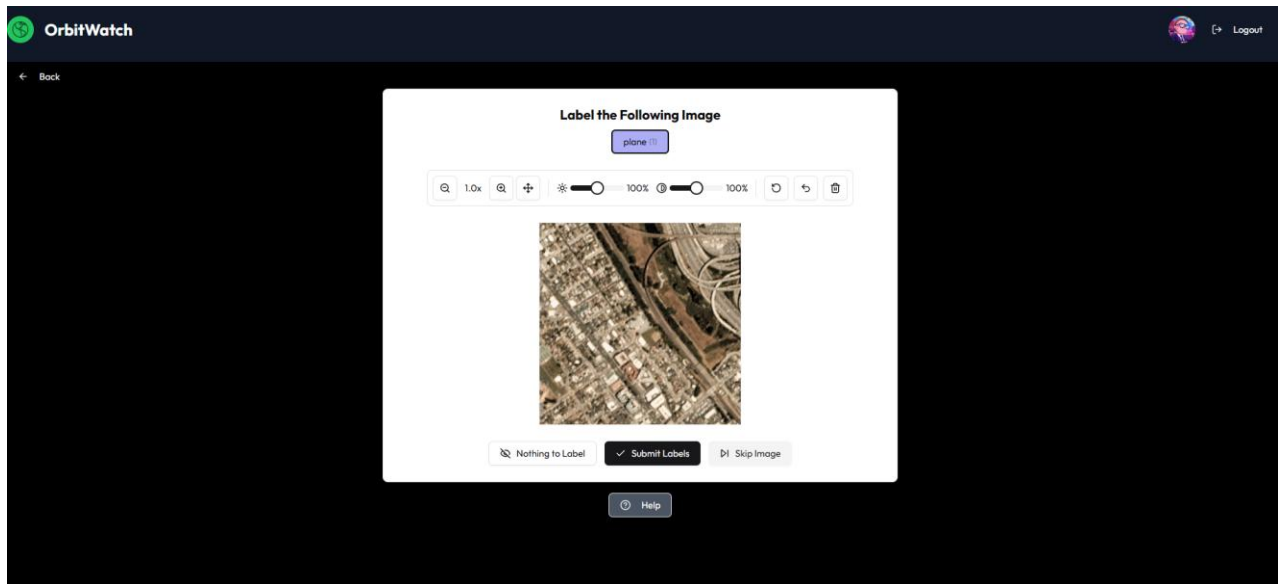 OrbitWatch
Logout
Back
Label the Following Image
plane
1.0x 100% 100%
Nothing to Label Submit Labels Skip Image
Help